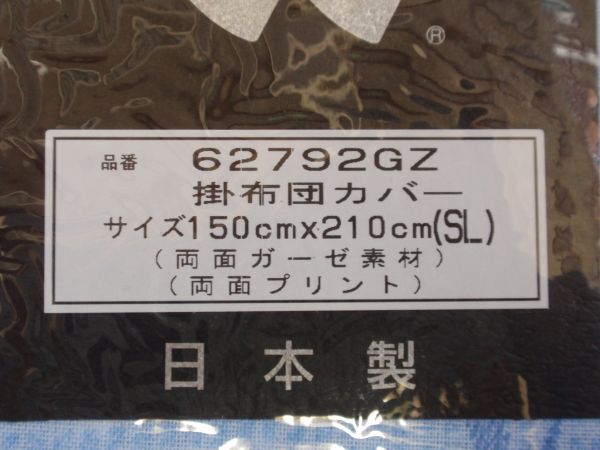 ®
品番 62792GZ
掛布団カバー
サイズ150cmx210cm(SL)
(両面ガーゼ素材)
(両面プリント)
日本製